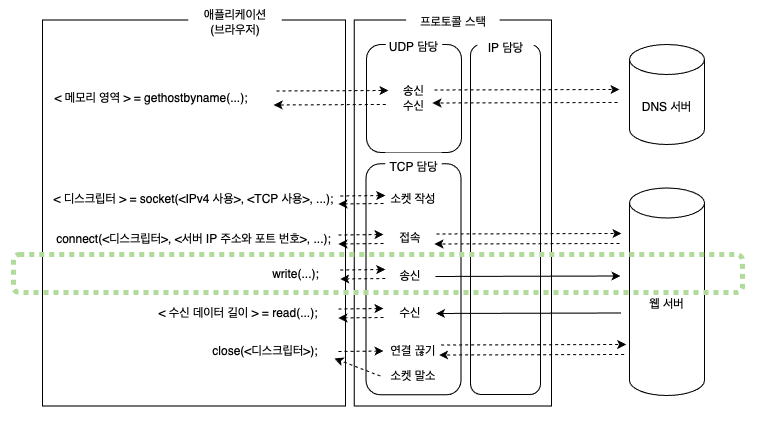 애플리케이션
(브라우저)
프로토콜 스택
UDP 담당
IP 담당
< 메모리 영역 > = gethostbyname(...);
송신
수신
DNS 서버
TCP 담당
< 디스크립터 > = socket(<IPv4 사용>, <TCP 사용>, ...);
소켓 작성
connect(<디스크립터>, <서버 IP 주소와 포트 번호>, ...);
접속
write(...);
송신
웹 서버
< 수신 데이터 길이 > = read(...);
수신
close(<디스크립터>);
연결 끊기
소켓 말소